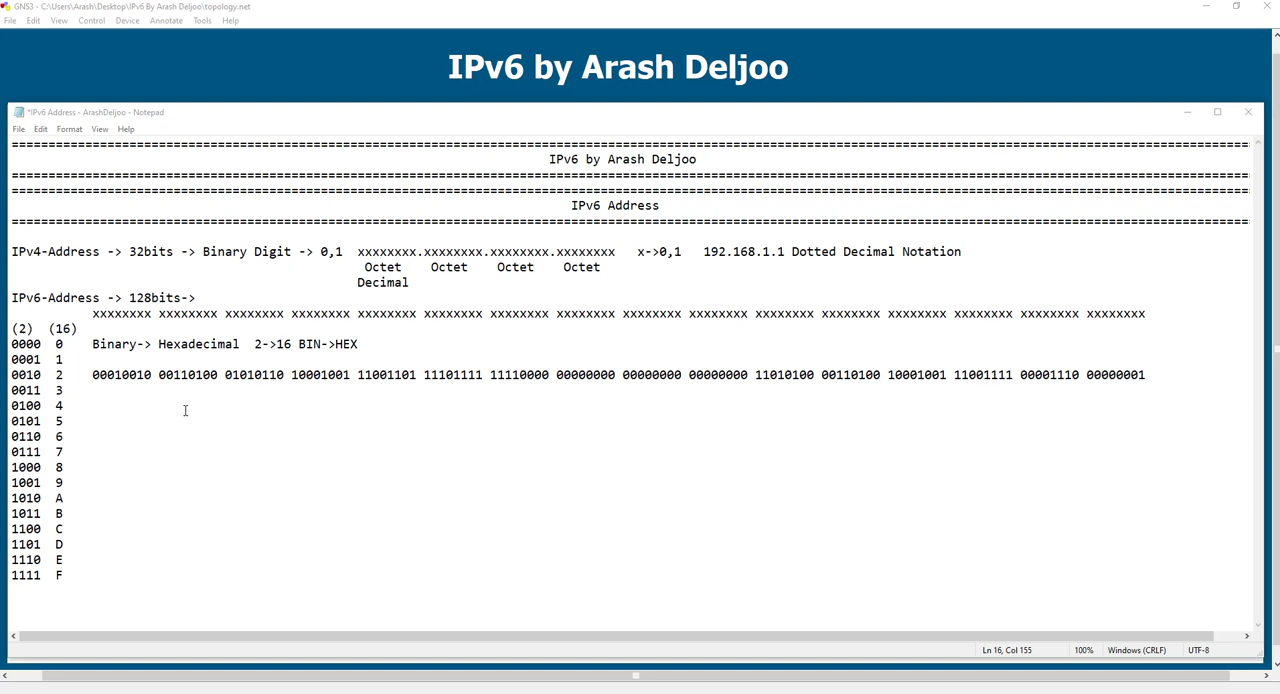 GNS3 - C:\Users\Arash\Desktop\IPv6 By Arash Deljoo\topology.net
File Edit View Control Device Annotate Tools Help
IPv6 by Arash Deljoo
*IPv6 Address - ArashDeljoo - Notepad
File Edit Format View Help
IPv6 by Arash Deljoo
IPv6 Address
IPv4-Address -> 32bits -> Binary Digit -> 0,1 xxxxxxxx.xxxxxxxx.xxxxxxxx.xxxxxxxx x->0,1 192.168.1.1 Dotted Decimal Notation
Octet Octet Octet Octet
Decimal
IPv6-Address -> 128bits->
xxxxxxxx xxxxxxxx xxxxxxxx xxxxxxxx xxxxxxxx xxxxxxxx xxxxxxxx xxxxxxxx xxxxxxxx xxxxxxxx xxxxxxxx xxxxxxxx xxxxxxxx xxxxxxxx xxxxxxxx xxxxxxxx
(2) (16)
0000 0 Binary-> Hexadecimal 2->16 BIN->HEX
0001 1
0010 2 00010010 00110100 01010110 10001001 11001101 11101111 11110000 00000000 00000000 00000000 11010100 00110100 10001001 11001111 00001110 00000001
0011 3
0100 4
0101 5
0110 6
0111 7
1000 8
1001 9
1010 A
1011 B
1100 C
1101 D
1110 E
1111 F
Ln 16, Col 155 100% Windows (CRLF) UTF-8